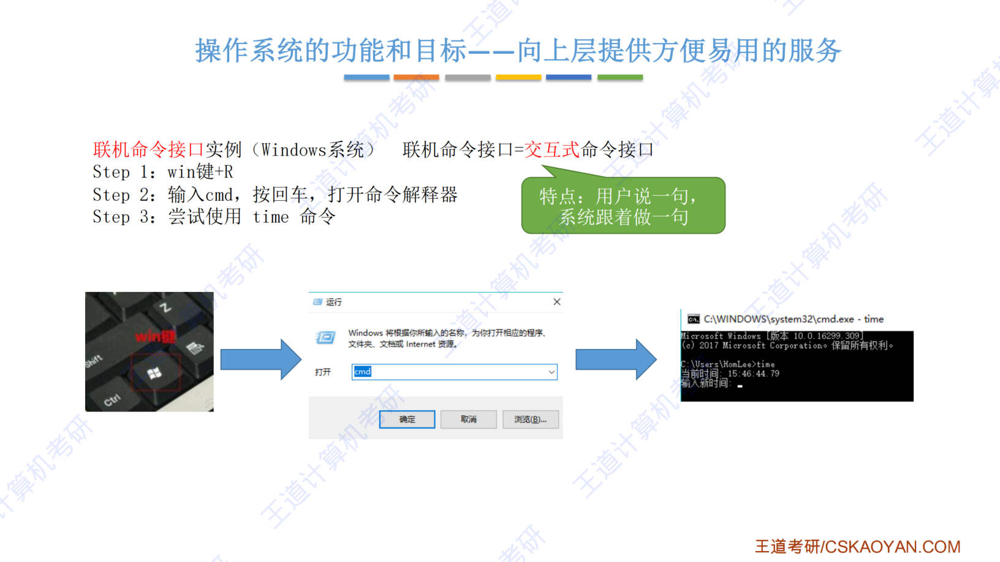 操作系统的功能和目标——向上层提供方便易用的服务
联机命令接口实例（Windows系统） 联机命令接口=交互式命令接口
Step 1：win键+R
Step 2：输入cmd，按回车，打开命令解释器
Step 3：尝试使用 time 命令
特点：用户说一句，
系统跟着做一句
Z
win键
Shift
Ctrl
运行
Windows 将根据你所输入的名称，为你打开相应的程序、
文件夹、文档或 Internet 资源。
打开
cmd
确定 取消 浏览(B)...
C:\WINDOWS\system32\cmd.exe - time
Microsoft Windows [版本 10.0.16299.309]
(c) 2017 Microsoft Corporation。保留所有权利。
C:\Users\HomLee>time
当前时间: 15:46:44.79
输入新时间:
王道考研/CSKAOYAN.COM
王道计算机考研